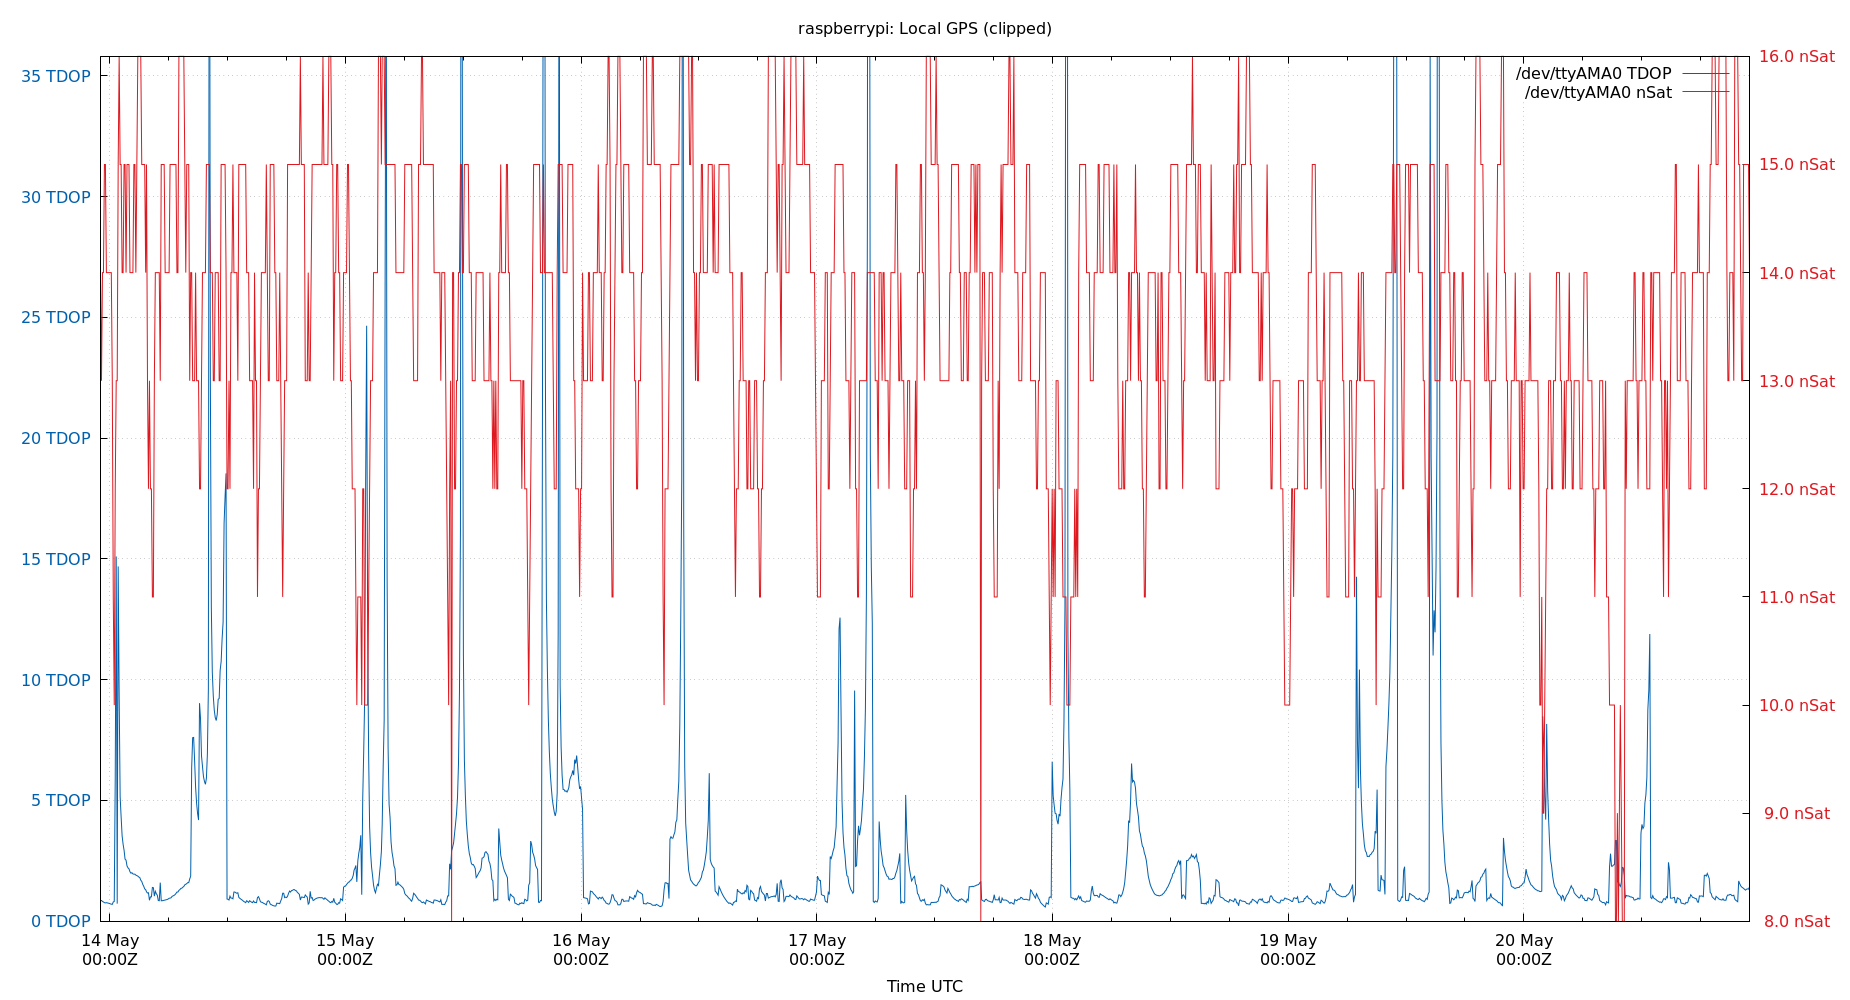 raspberrypi: Local GPS (clipped)
35 TDOP
30 TDOP
25 TDOP
20 TDOP
15 TDOP
10 TDOP
5 TDOP
0 TDOP
/dev/ttyAMA0 TDOP
/dev/ttyAMA0 nSat
16.0 nSat
15.0 nSat
14.0 nSat
13.0 nSat
12.0 nSat
11.0 nSat
10.0 nSat
9.0 nSat
8.0 nSat
14 May 15 May 16 May 17 May 18 May 19 May 20 May
00:00Z 00:00Z 00:00Z 00:00Z 00:00Z 00:00Z 00:00Z
Time UTC